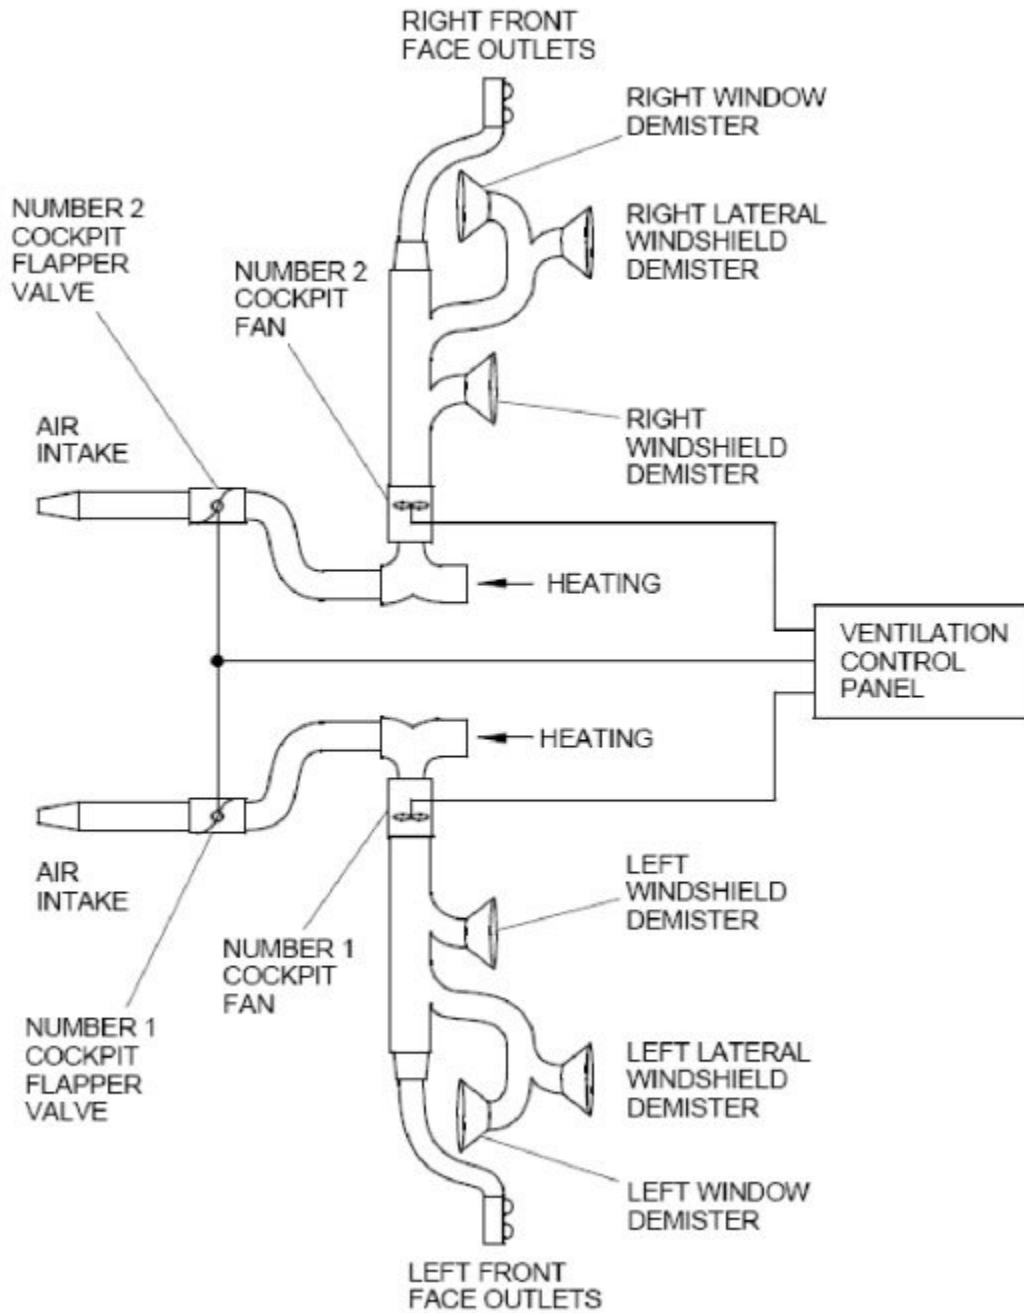 RIGHT FRONT
FACE OUTLETS
RIGHT WINDOW
DEMISTER
NUMBER 2
COCKPIT
FLAPPER
VALVE
RIGHT LATERAL
WINDSHIELD
DEMISTER
NUMBER 2
COCKPIT
FAN
AIR
INTAKE
RIGHT
WINDSHIELD
DEMISTER
HEATING
VENTILATION
CONTROL
PANEL
HEATING
AIR
INTAKE
LEFT
WINDSHIELD
DEMISTER
NUMBER 1
COCKPIT
FAN
NUMBER 1
COCKPIT
FLAPPER
VALVE
LEFT LATERAL
WINDSHIELD
DEMISTER
LEFT WINDOW
DEMISTER
LEFT FRONT
FACE OUTLETS